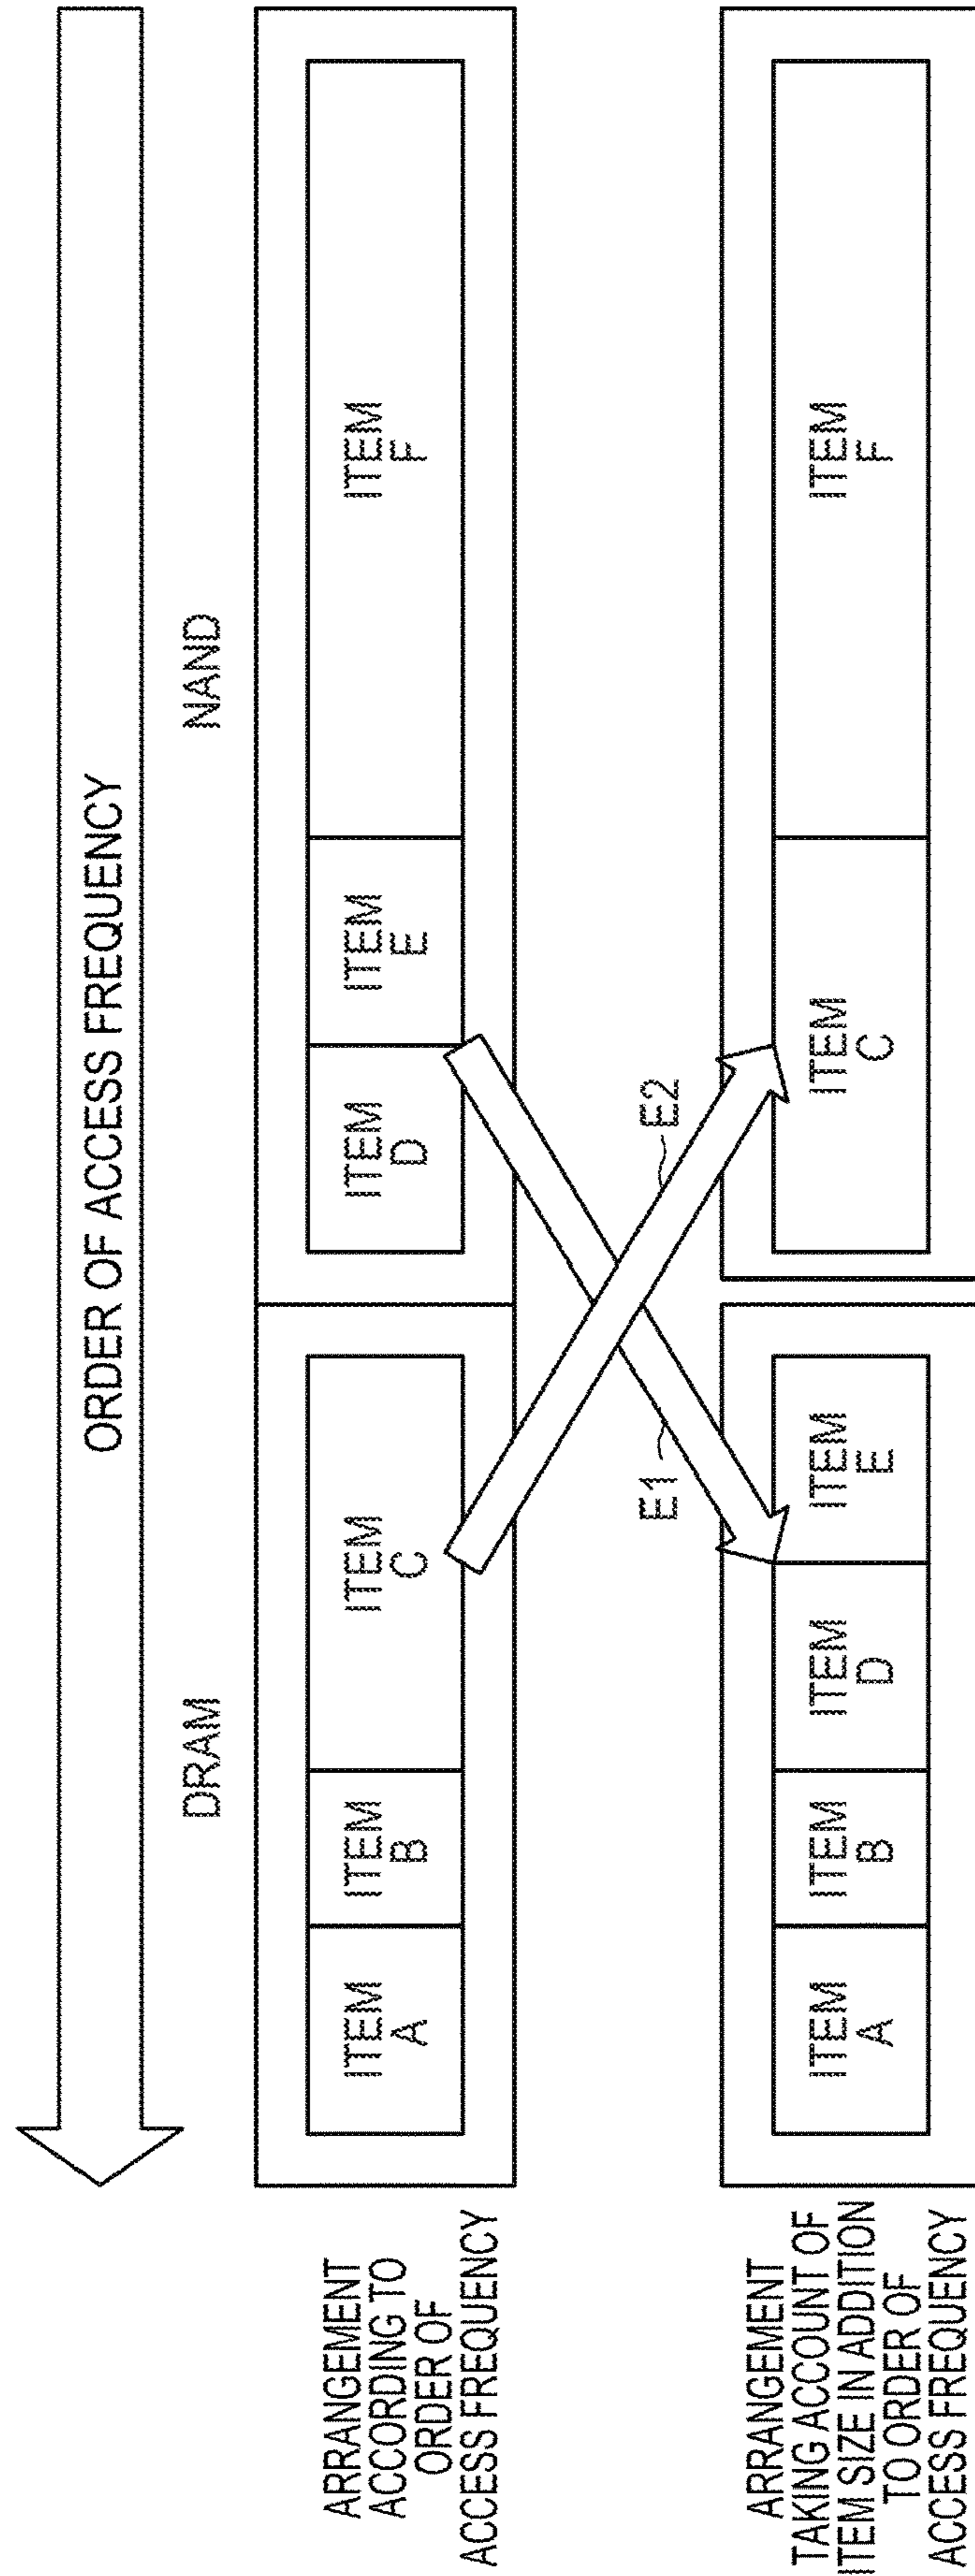 ORDER OF ACCESS FREQUENCY
DRAM
NAND
ARRANGEMENT
ACCORDING TO
ORDER OF
ACCESS FREQUENCY
ITEM
A
ITEM
B
ITEM
C
ITEM
D
ITEM
E
ITEM
F
E1
E2
ARRANGEMENT
TAKING ACCOUNT OF
ITEM SIZE IN ADDITION
TO ORDER OF
ACCESS FREQUENCY
ITEM
A
ITEM
B
ITEM
D
ITEM
E
ITEM
C
ITEM
F